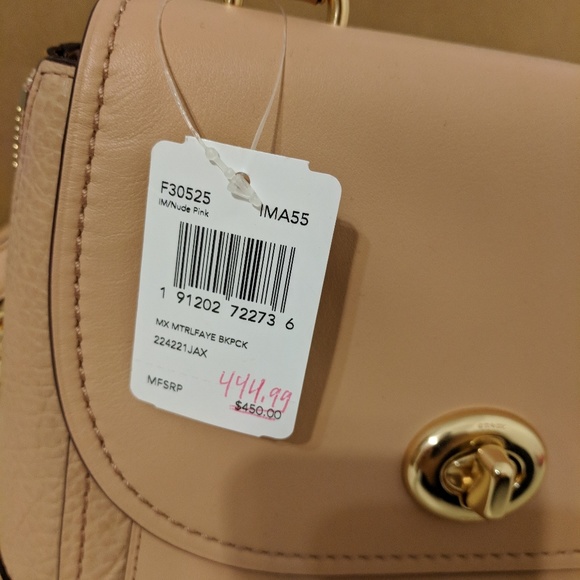 F30525
IM/Nude Pink
IMA55
1 91202 72273 6
MX MTRLFAYE BKPCK
224221JAX
444.99
MFSRP
$450.00